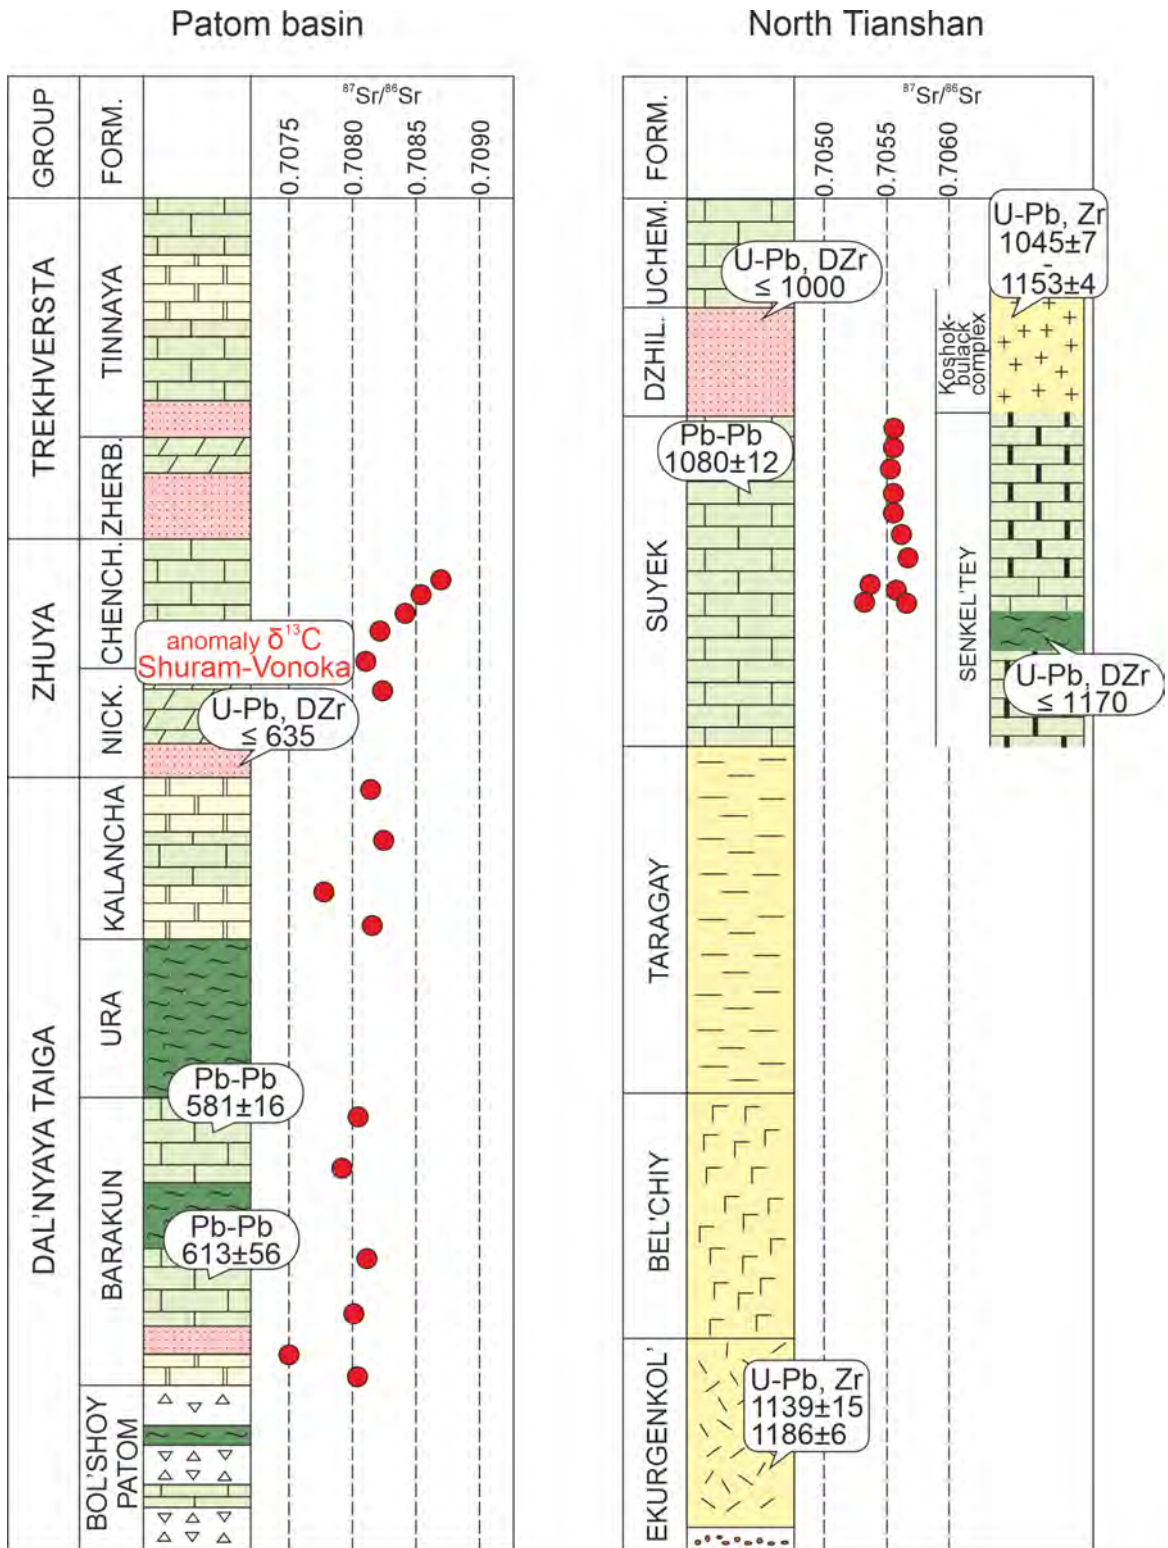 Patom basin
GROUP
FORM.
⁸⁷Sr/⁸⁶Sr
0.7075
0.7080
0.7085
0.7090
TREKHVERSTA
TINNAYA
ZHERB.
ZHUYA
CHENCH.
anomaly δ¹³C
Shuram-Vonoka
NICK.
U-Pb, DZr
≤ 635
DAL'NYAYA TAIGA
KALANCHA
URA
Pb-Pb
581±16
BARAKUN
Pb-Pb
613±56
BOL'SHOY
PATOM
North Tianshan
FORM.
⁸⁷Sr/⁸⁶Sr
0.7050
0.7055
0.7060
UCHEM.
U-Pb, DZr
≤ 1000
U-Pb, Zr
1045±7
-
1153±4
DZHIL.
Koshok-
bulack
complex
SUYEK
Pb-Pb
1080±12
SENKEL'TEY
U-Pb, DZr
≤ 1170
TARAGAY
BEL'CHIY
EKURGENKOL'
U-Pb, Zr
1139±15
1186±6